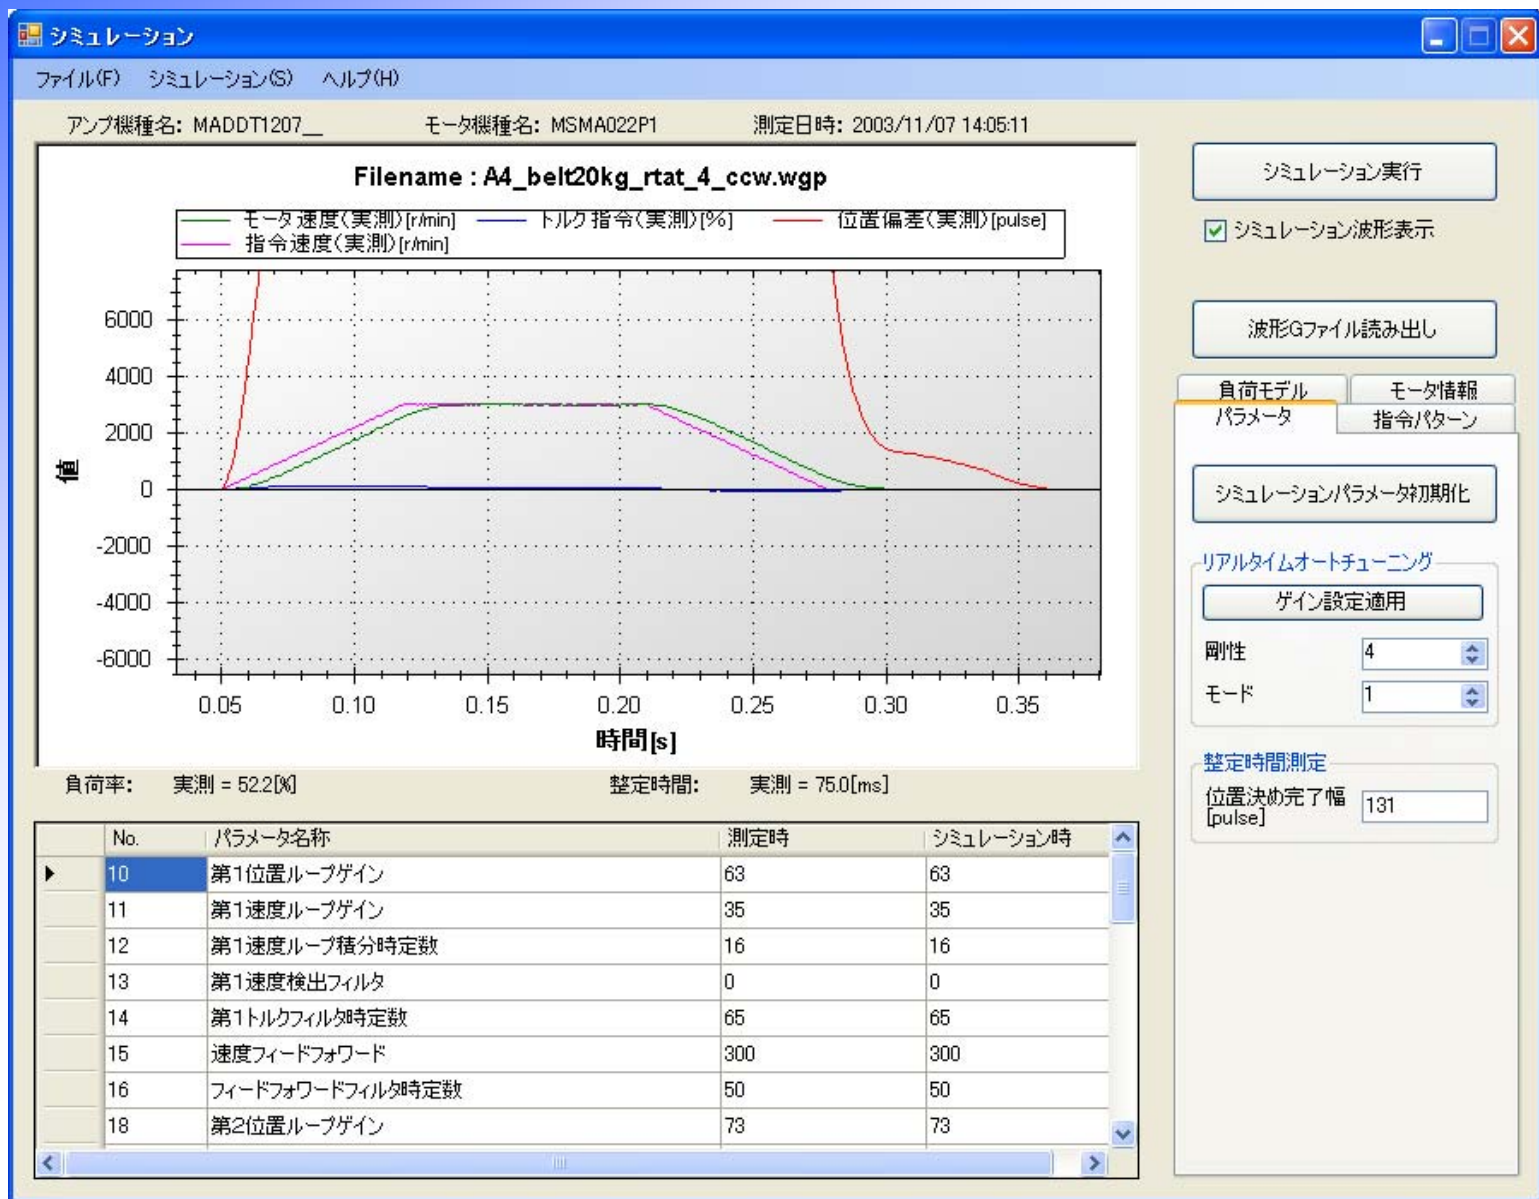 シミュレーション
ファイル(F) シミュレーション(S) ヘルプ(H)
アンプ機種名: MADDT1207__ モータ機種名: MSMA022P1 測定日時: 2003/11/07 14:05:11
Filename : A4_belt20kg_rtat_4_ccw.wgp
モータ速度(実測)[r/min] トルク指令(実測)[%] 位置偏差(実測)[pulse]
指令速度(実測)[r/min]
6000
4000
2000
0
-2000
-4000
-6000
値
0.05 0.10 0.15 0.20 0.25 0.30 0.35
時間[s]
負荷率: 実測 = 52.2[%] 整定時間: 実測 = 75.0[ms]
No. パラメータ名称 測定時 シミュレーション時
10 第1位置ループゲイン 63 63
11 第1速度ループゲイン 35 35
12 第1速度ループ積分時定数 16 16
13 第1速度検出フィルタ 0 0
14 第1トルクフィルタ時定数 65 65
15 速度フィードフォワード 300 300
16 フィードフォワードフィルタ時定数 50 50
18 第2位置ループゲイン 73 73
シミュレーション実行
シミュレーション波形表示
波形Gファイル読み出し
負荷モデル モータ情報
パラメータ 指令パターン
シミュレーションパラメータ初期化
リアルタイムオートチューニング
ゲイン設定適用
剛性 4
モード 1
整定時間測定
位置決め完了幅 131
[pulse]